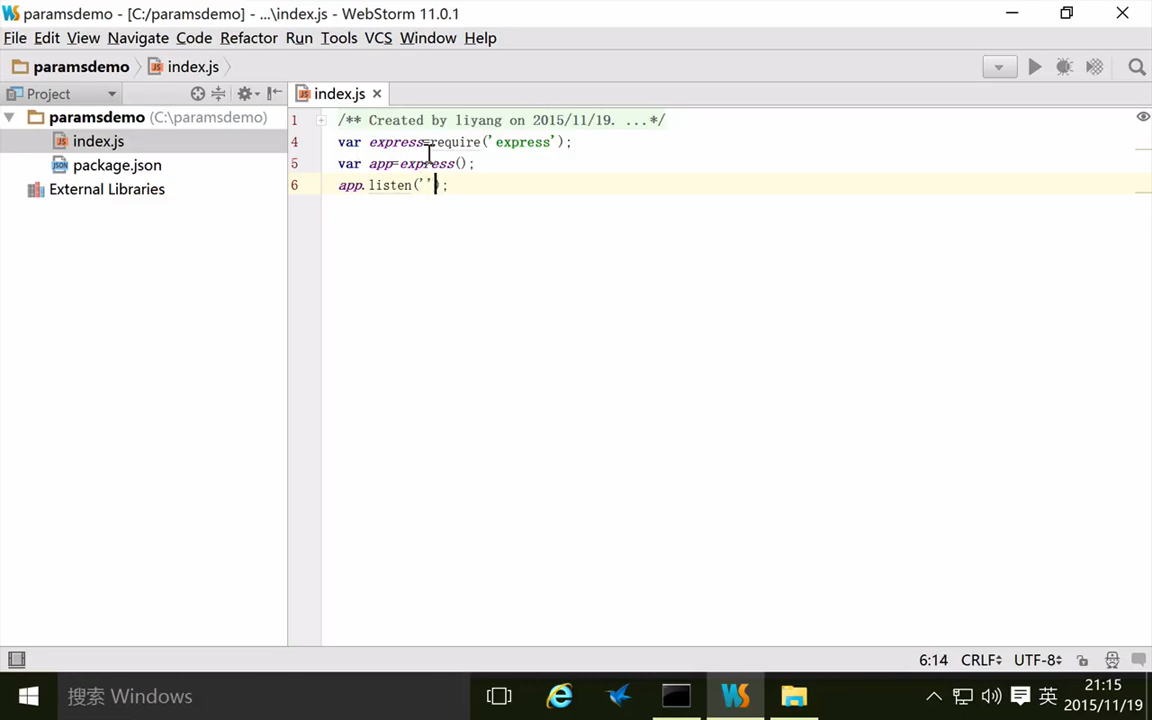 paramsdemo - [C:/paramsdemo] - ...\index.js - WebStorm 11.0.1
File Edit View Navigate Code Refactor Run Tools VCS Window Help
paramsdemo index.js
Project
index.js
paramsdemo (C:\paramsdemo)
index.js
package.json
External Libraries
1 /** Created by liyang on 2015/11/19. ...*/
4 var express=require('express');
5 var app=express();
6 app.listen('');
6:14 CRLF UTF-8
搜索 Windows
英
21:15
2015/11/19